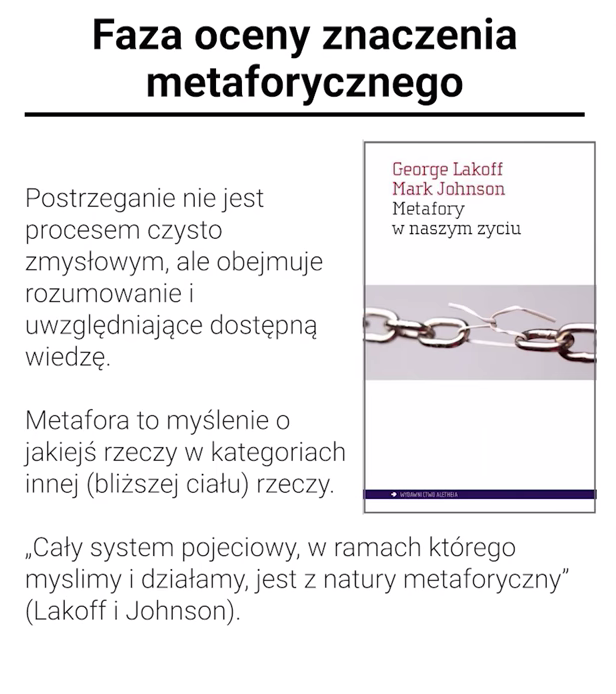 Faza oceny znaczenia
metaforycznego
Postrzeganie nie jest
procesem czysto
zmysłowym, ale obejmuje
rozumowanie i
uwzględniające dostępną
wiedzę.
Metafora to myślenie o
jakiejś rzeczy w kategoriach
innej (bliższej ciału) rzeczy.
„Cały system pojeciowy, w ramach którego
myslimy i działamy, jest z natury metaforyczny”
(Lakoff i Johnson).
George Lakoff
Mark Johnson
Metafory
w naszym zyciu
WYDAWNICTWO ALETHEIA